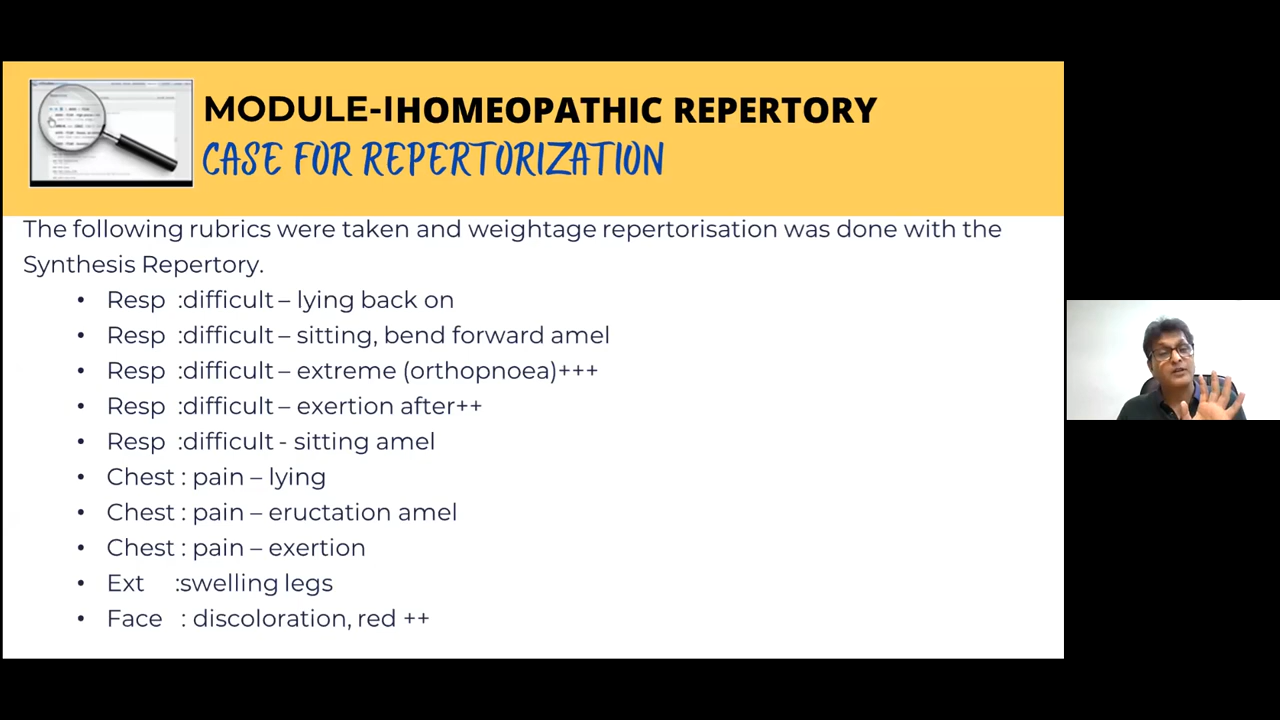 MODULE-IHOMEOPATHIC REPERTORY
CASE FOR REPERTORIZATION
The following rubrics were taken and weightage repertorisation was done with the
Synthesis Repertory.
• Resp :difficult – lying back on
• Resp :difficult – sitting, bend forward amel
• Resp :difficult – extreme (orthopnoea)+++
• Resp :difficult – exertion after++
• Resp :difficult - sitting amel
• Chest : pain – lying
• Chest : pain – eructation amel
• Chest : pain – exertion
• Ext :swelling legs
• Face : discoloration, red ++